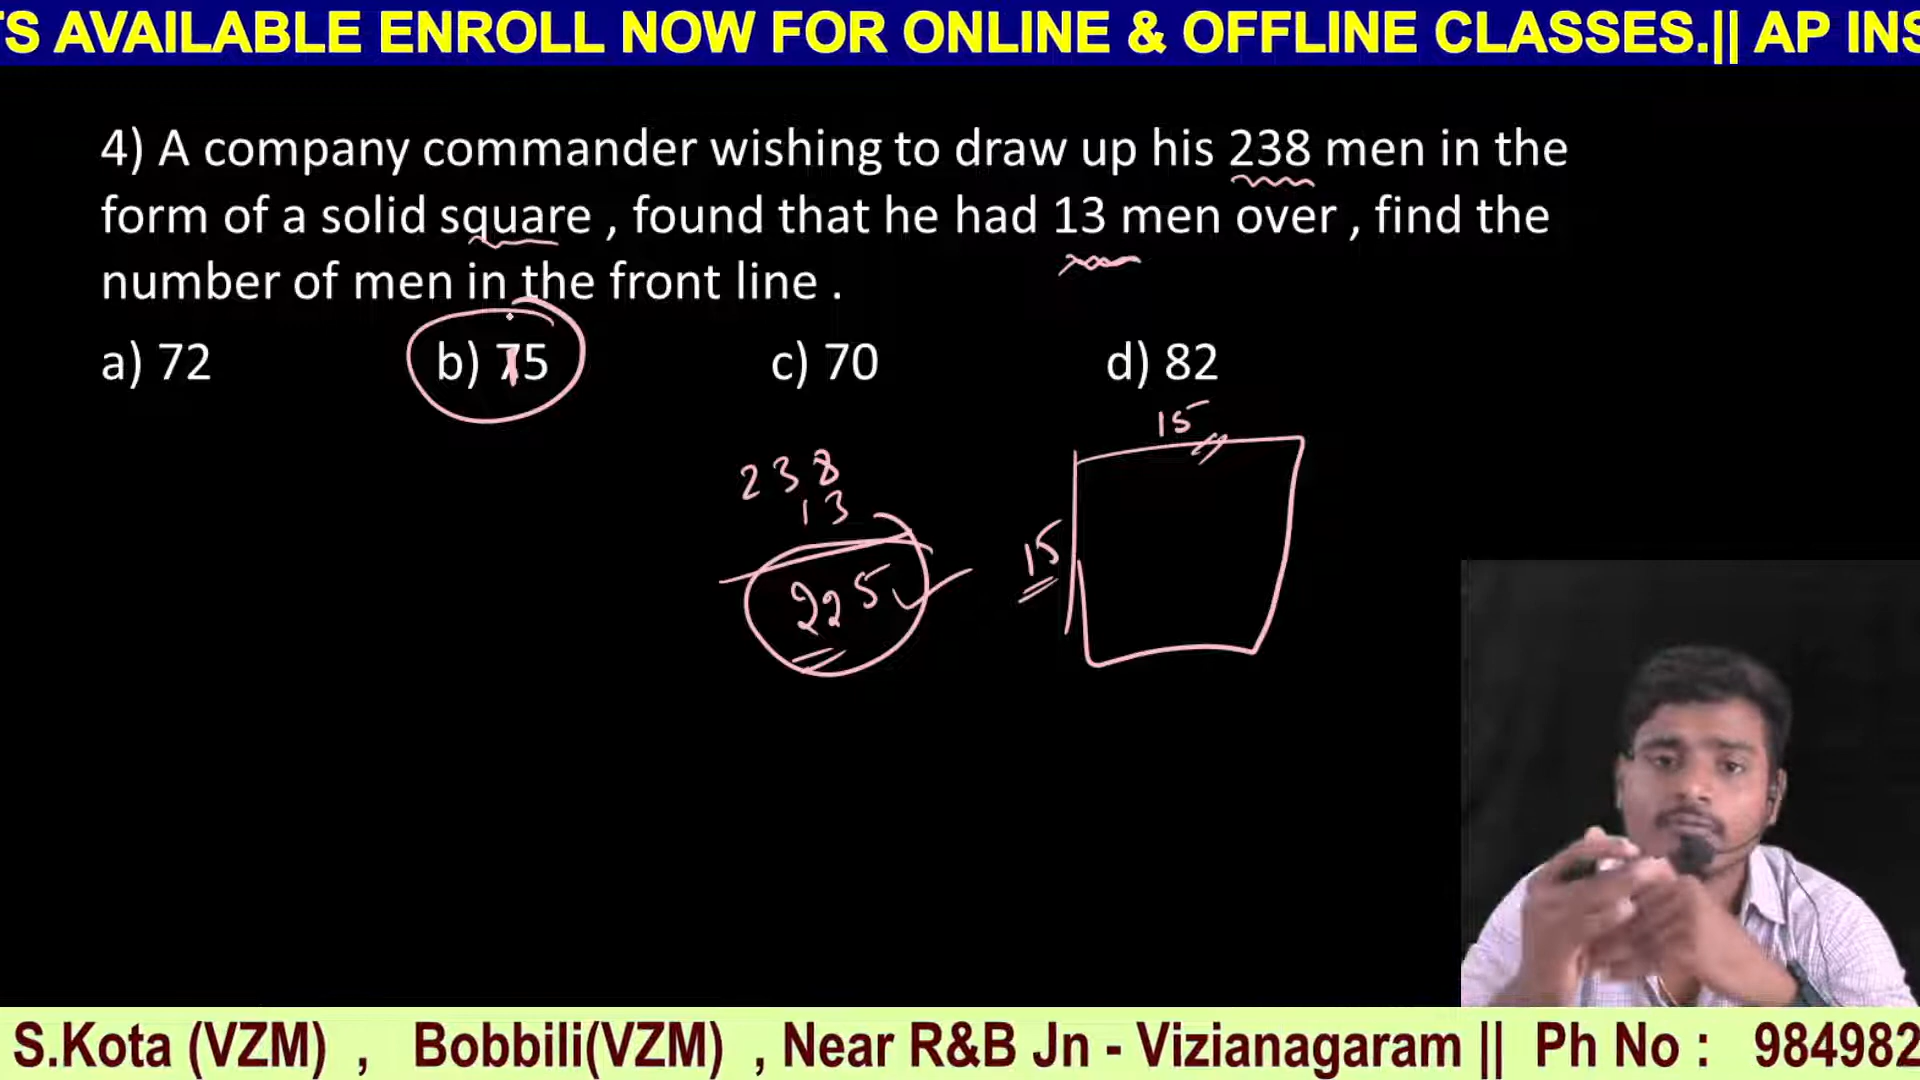 TS AVAILABLE ENROLL NOW FOR ONLINE & OFFLINE CLASSES.|| AP INS
4) A company commander wishing to draw up his 238 men in the
form of a solid square , found that he had 13 men over , find the
number of men in the front line .
a) 72 b) 15 c) 70 d) 82
15
238
13
15
225
S.Kota (VZM) , Bobbili(VZM) , Near R&B Jn - Vizianagaram || Ph No : 984982